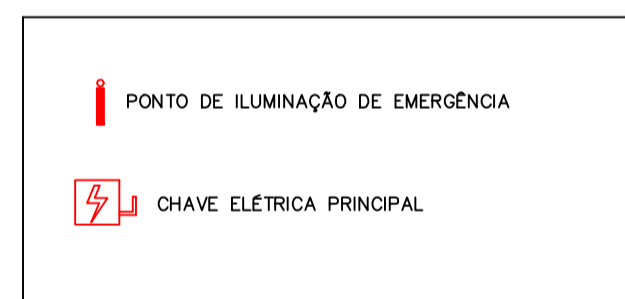 PONTO DE ILUMINAÇÃO DE EMERGÊNCIA
CHAVE ELÉTRICA PRINCIPAL